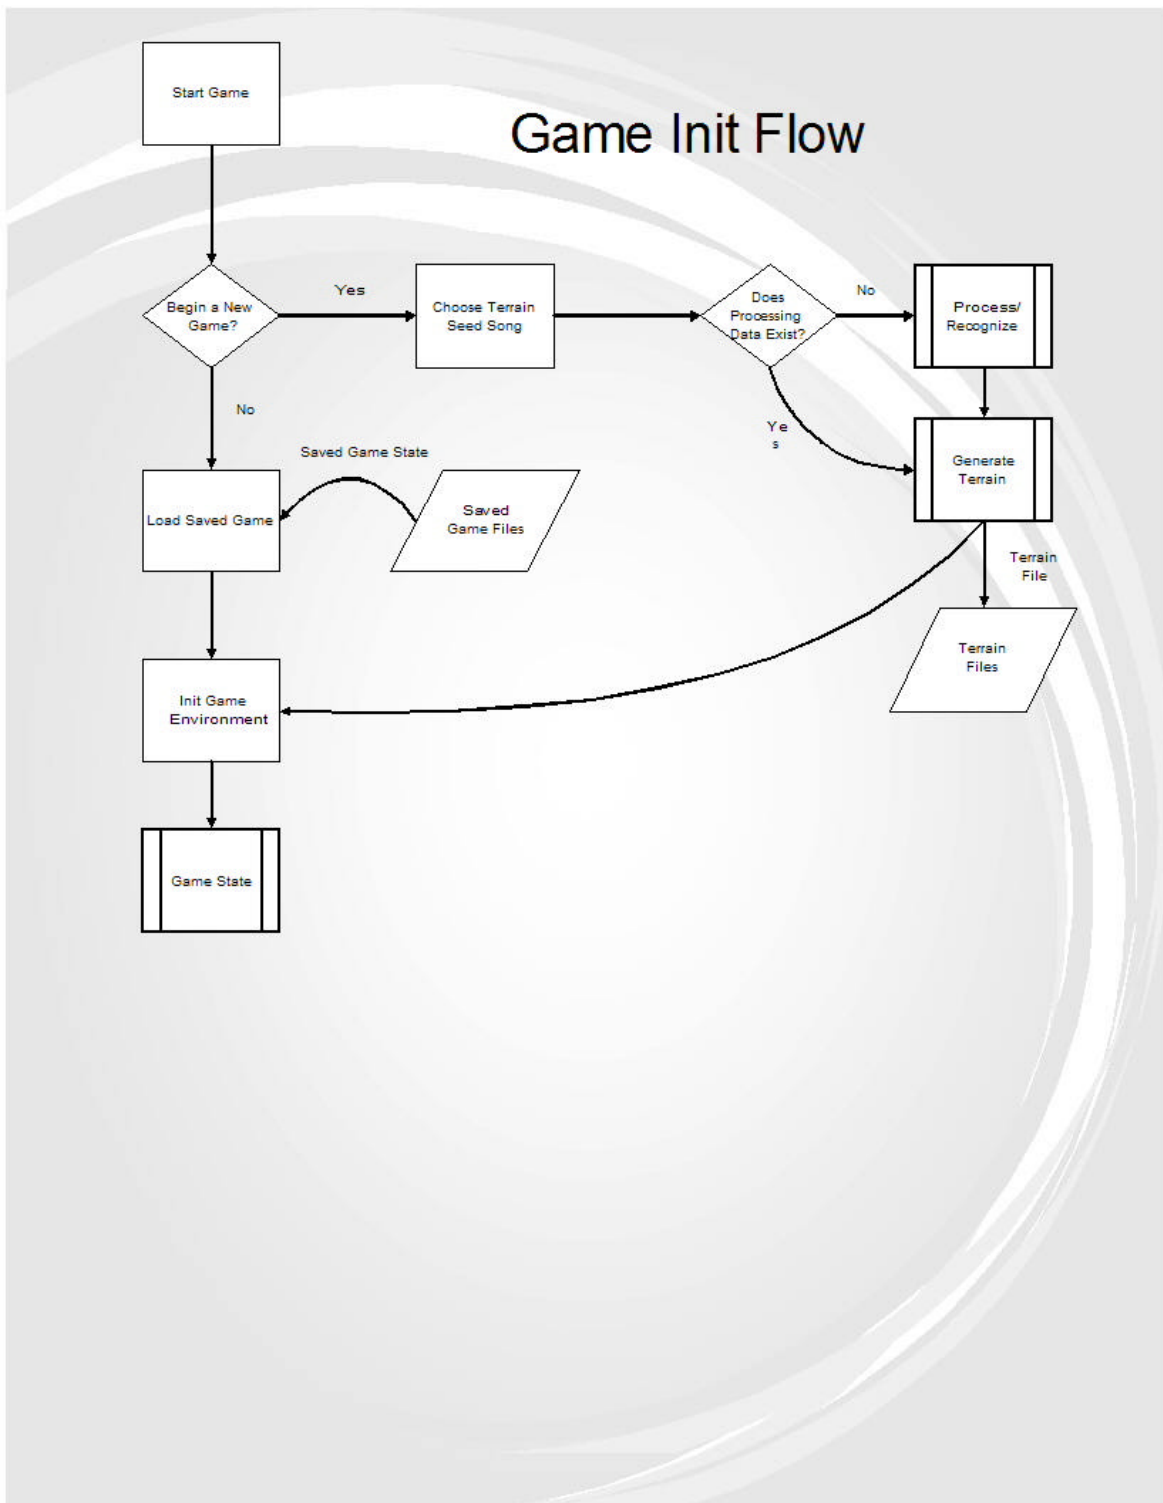 Start Game
Game Init Flow
Begin a New
Game?
Yes
Choose Terrain
Seed Song
Does
Processing
Data Exist?
No
Process/
Recognize
No
Ye
s
Saved Game State
Generate
Terrain
Load Saved Game
Saved
Game Files
Terrain
File
Terrain
Files
Init Game
Environment
Game State